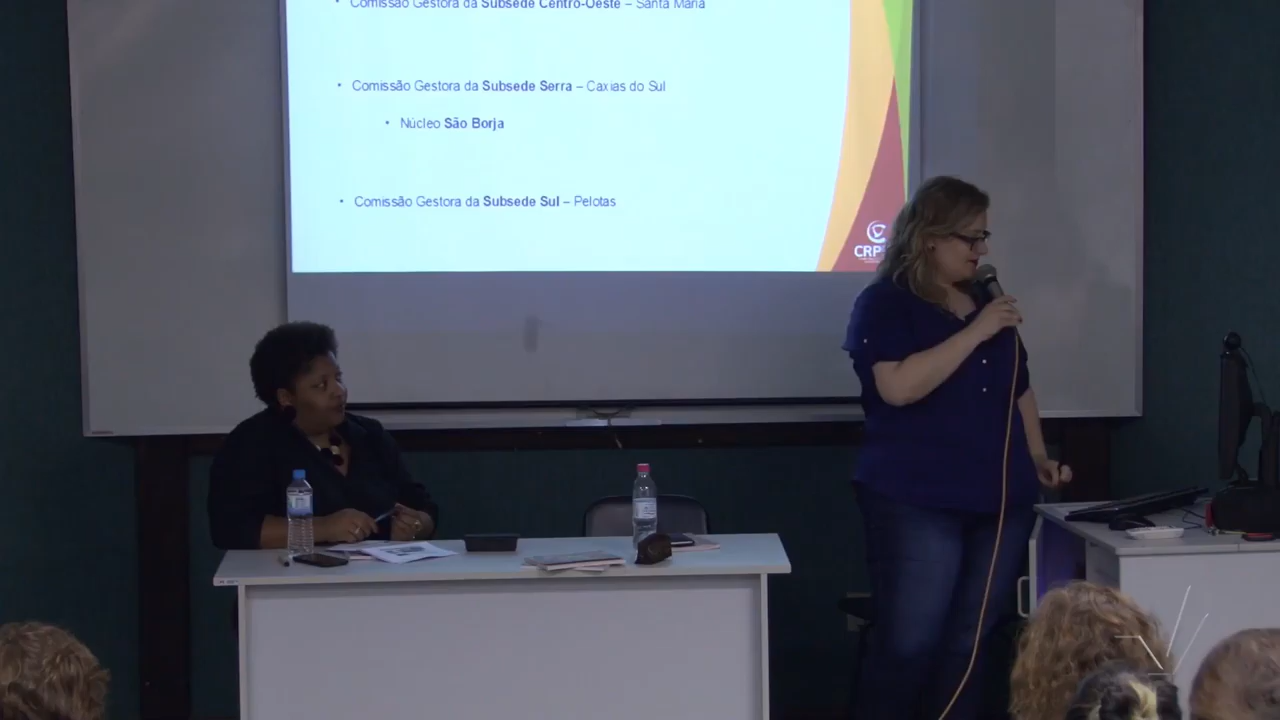 • Comissão Gestora da Subsede Centro-Oeste – Santa Maria
• Comissão Gestora da Subsede Serra – Caxias do Sul
• Núcleo São Borja
• Comissão Gestora da Subsede Sul – Pelotas
CRP